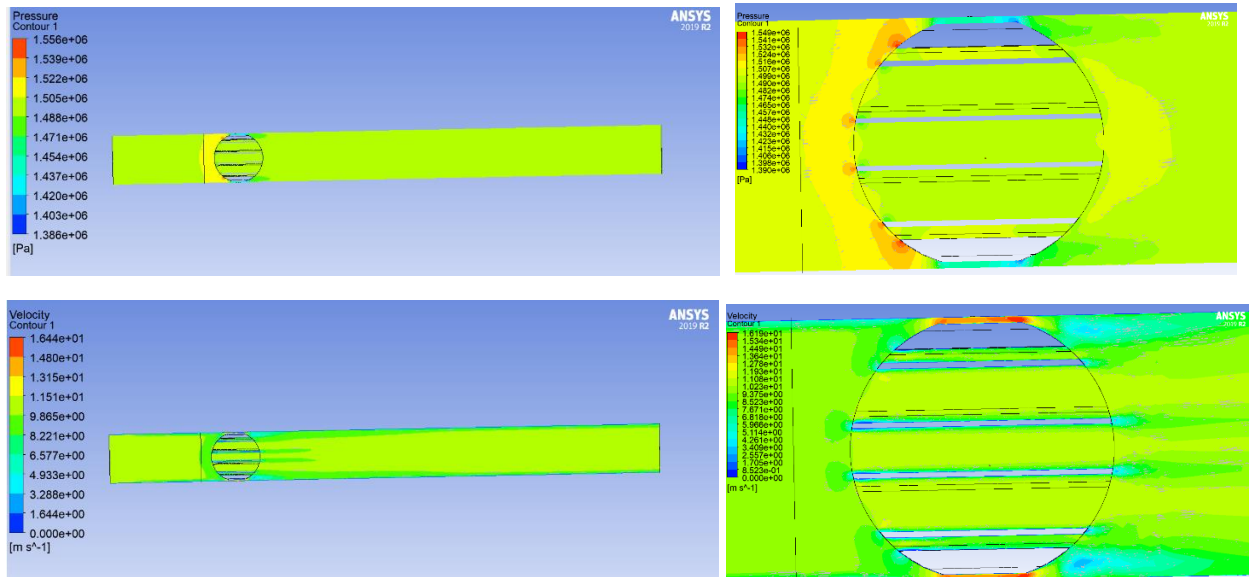 Pressure
Contour 1
1.556e+06
1.539e+06
1.522e+06
1.505e+06
1.488e+06
1.471e+06
1.454e+06
1.437e+06
1.420e+06
1.403e+06
1.386e+06
[Pa]
ANSYS
2019 R2
Pressure
Contour 1
1.549e+06
1.541e+06
1.532e+06
1.524e+06
1.516e+06
1.507e+06
1.499e+06
1.490e+06
1.482e+06
1.474e+06
1.465e+06
1.457e+06
1.448e+06
1.440e+06
1.432e+06
1.423e+06
1.415e+06
1.406e+06
1.398e+06
1.390e+06
[Pa]
ANSYS
2019 R2
Velocity
Contour 1
1.644e+01
1.480e+01
1.315e+01
1.151e+01
9.865e+00
8.221e+00
6.577e+00
4.933e+00
3.288e+00
1.644e+00
0.000e+00
[m s^-1]
ANSYS
2019 R2
Velocity
Contour 1
1.619e+01
1.534e+01
1.449e+01
1.364e+01
1.278e+01
1.193e+01
1.108e+01
1.023e+01
9.375e+00
8.523e+00
7.671e+00
6.818e+00
5.966e+00
5.114e+00
4.261e+00
3.409e+00
2.557e+00
1.705e+00
8.523e-01
0.000e+00
[m s^-1]
ANSYS
2019 R2